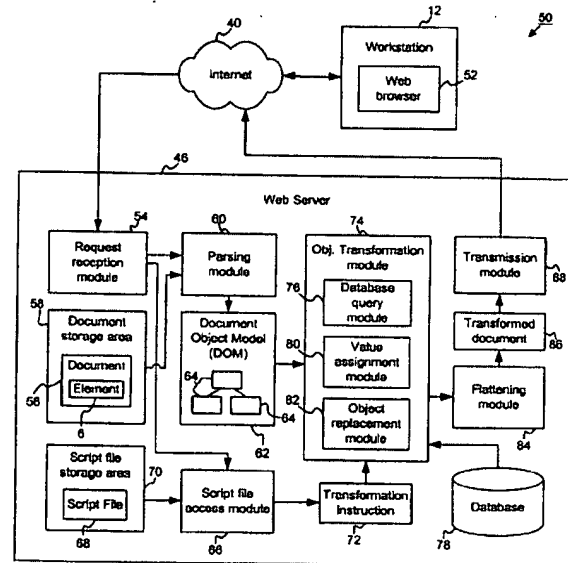 40
Internet
12
Workstation
Web
browser
52
50
46
Web Server
54
Request
reception
module
60
Parsing
module
74
Obj. Transformation
module
76
Database
query
module
80
Value
assignment
module
82
Object
replacement
module
Transmission
module
88
Transformed
document
86
Flattening
module
84
58
Document
storage area
Document
Element
56
6
Document
Object Model
(DOM)
64
64
62
Script file
storage area
70
Script File
68
Script file
access module
66
Transformation
Instruction
72
Database
78